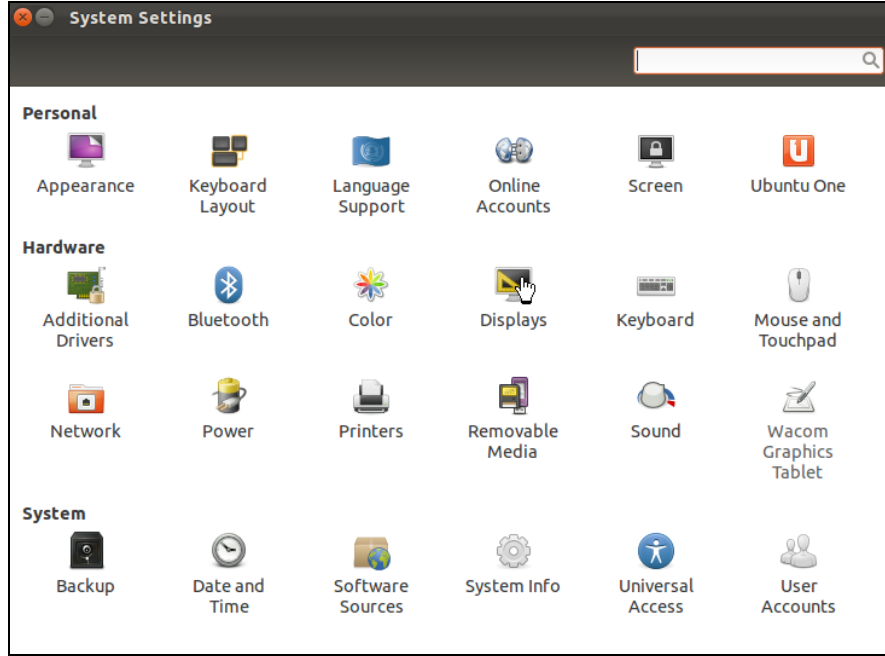 System Settings
Personal
Appearance
Keyboard
Layout
Language
Support
Online
Accounts
Screen
Ubuntu One
Hardware
Additional
Drivers
Bluetooth
Color
Displays
Keyboard
Mouse and
Touchpad
Network
Power
Printers
Removable
Media
Sound
Wacom
Graphics
Tablet
System
Backup
Date and
Time
Software
Sources
System Info
Universal
Access
User
Accounts